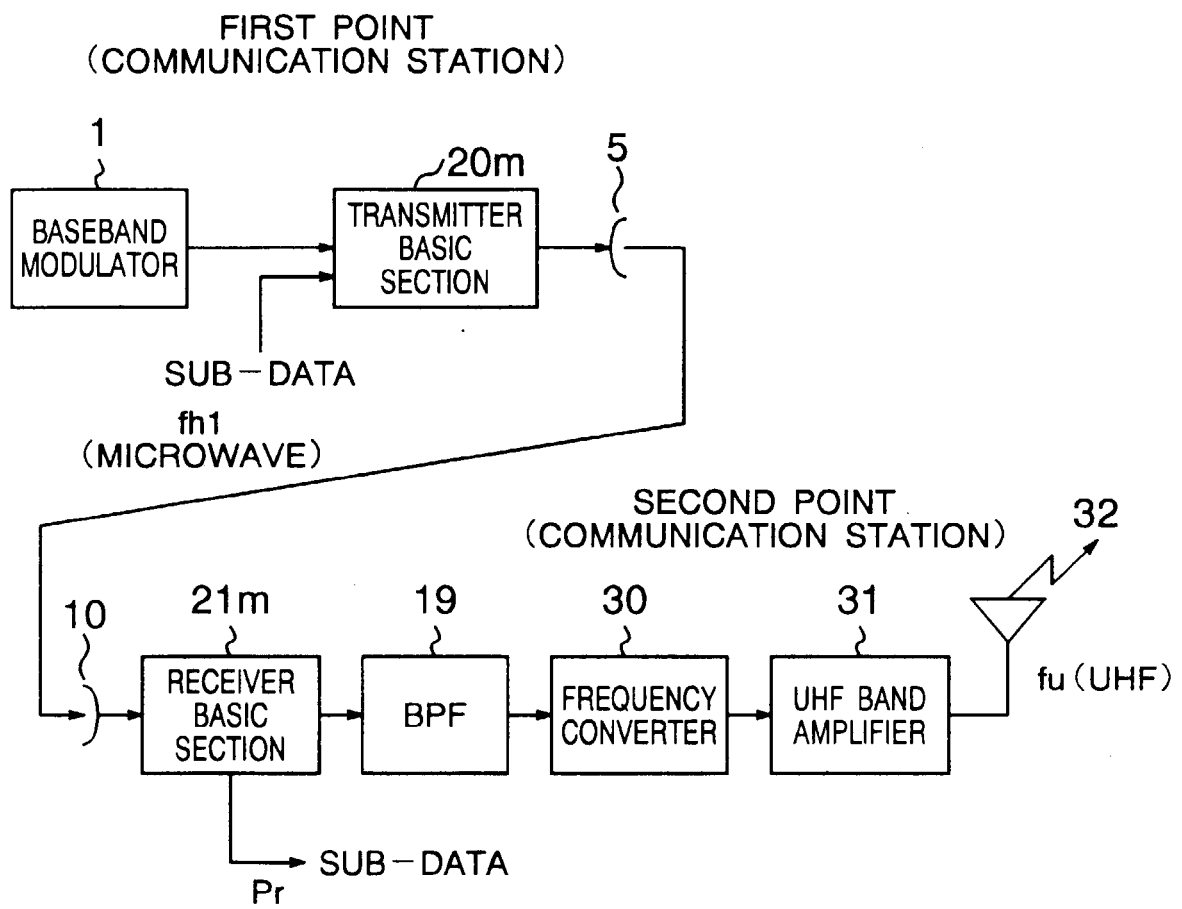 FIRST POINT
(COMMUNICATION STATION)
1
20m
5
BASEBAND
MODULATOR
TRANSMITTER
BASIC
SECTION
SUB-DATA
fh1
(MICROWAVE)
SECOND POINT
(COMMUNICATION STATION)
32
10
21m
19
30
31
RECEIVER
BASIC
SECTION
BPF
FREQUENCY
CONVERTER
UHF BAND
AMPLIFIER
fu (UHF)
SUB-DATA
Pr